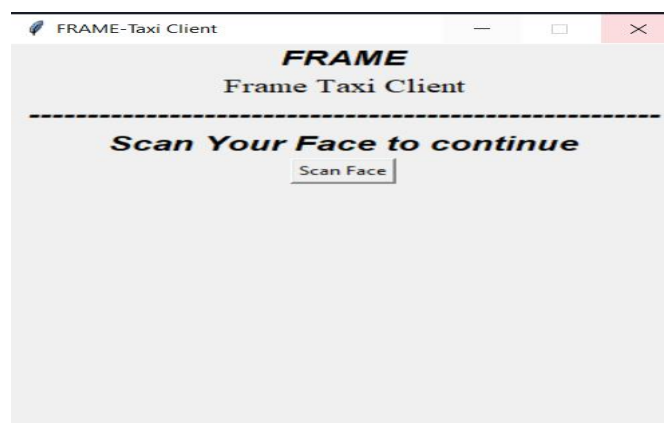 FRAME-Taxi Client
FRAME
Frame Taxi Client
------------------------------------------------------
Scan Your Face to continue
Scan Face